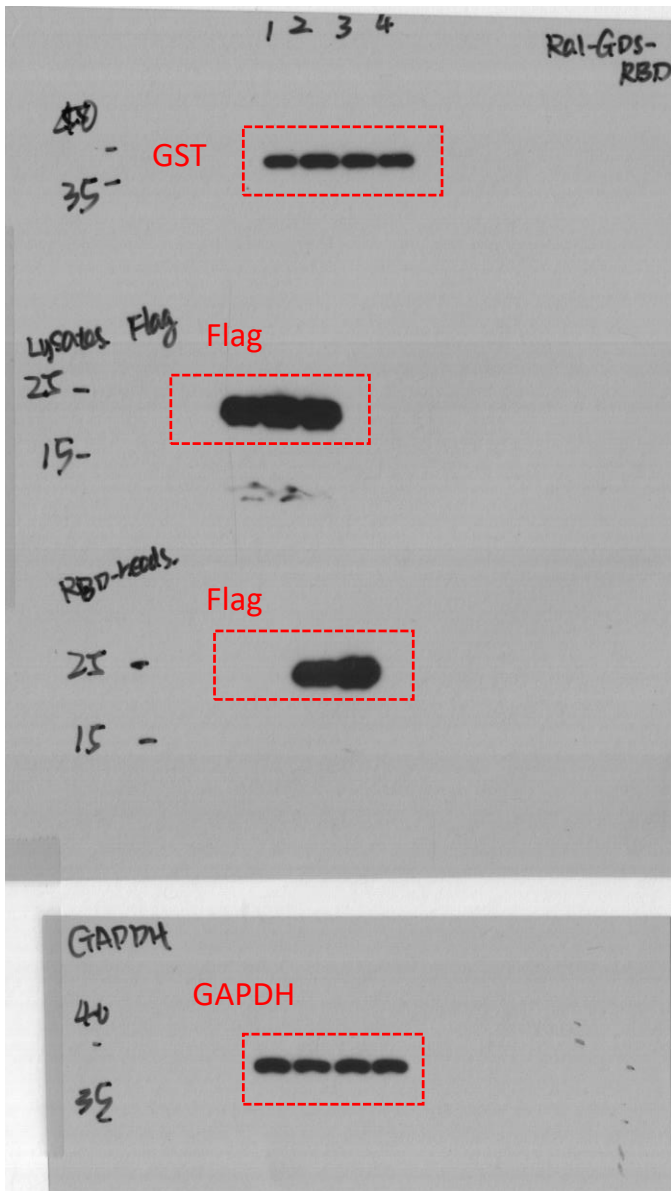 1 2 3 4
Ral-GDS-
RBD
40
-
GST
35-
Lysates Flag
Flag
25 -
15-
RBD-beads.
Flag
25 -
15 -
GAPDH
GAPDH
40
-
35